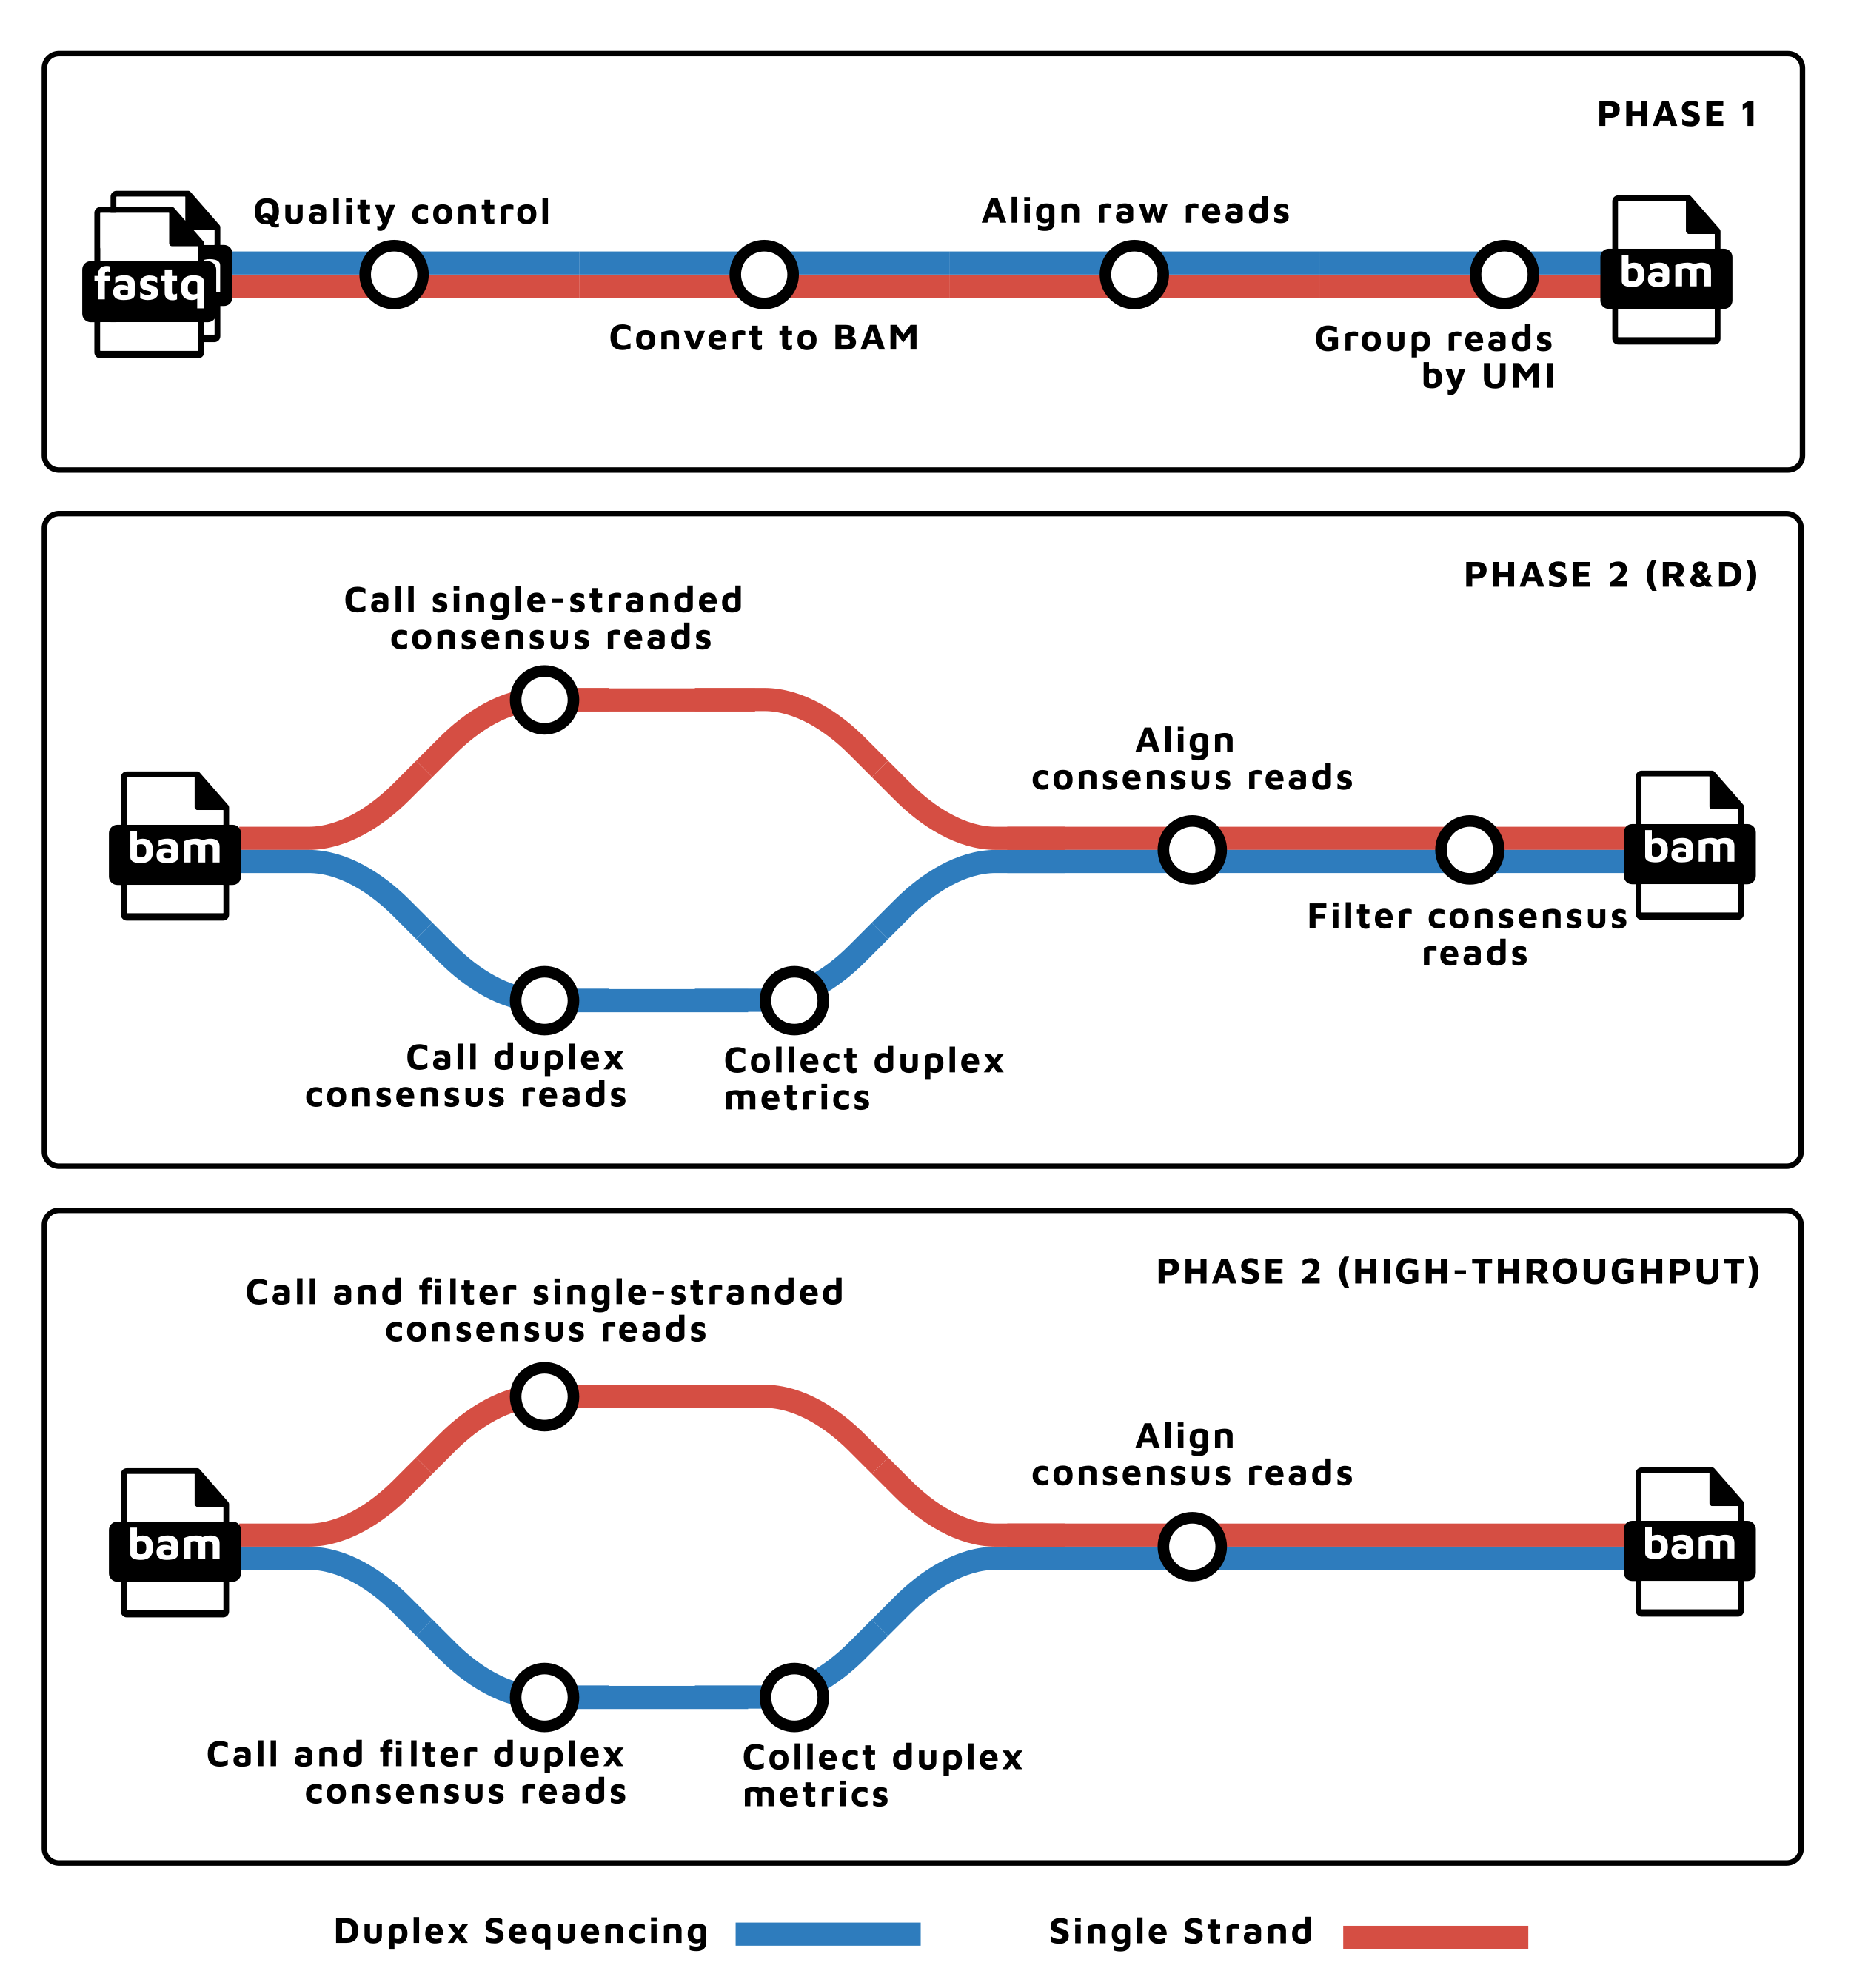 PHASE 1
Quality control
Align raw reads
fastq
bam
Convert to BAM
Group reads
by UMI
PHASE 2 (R&D)
Call single-stranded
consensus reads
Align
consensus reads
bam
bam
Filter consensus
reads
Call duplex
consensus reads
Collect duplex
metrics
PHASE 2 (HIGH-THROUGHPUT)
Call and filter single-stranded
consensus reads
Align
consensus reads
bam
bam
Call and filter duplex
consensus reads
Collect duplex
metrics
Duplex Sequencing
Single Strand